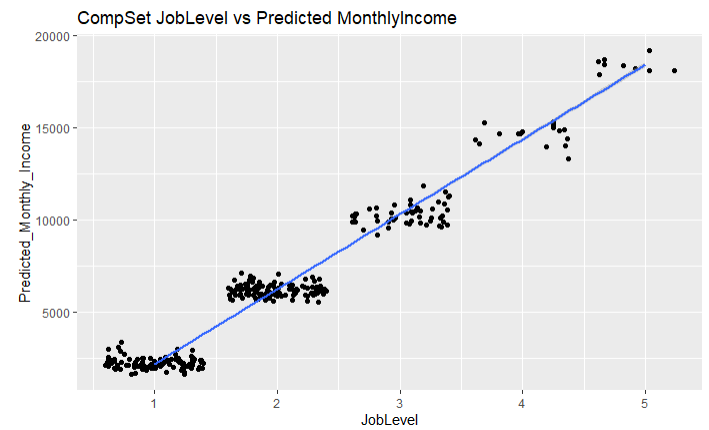 CompSet JobLevel vs Predicted MonthlyIncome
20000
15000
10000
5000
Predicted_Monthly_Income
1 2 3 4 5
JobLevel